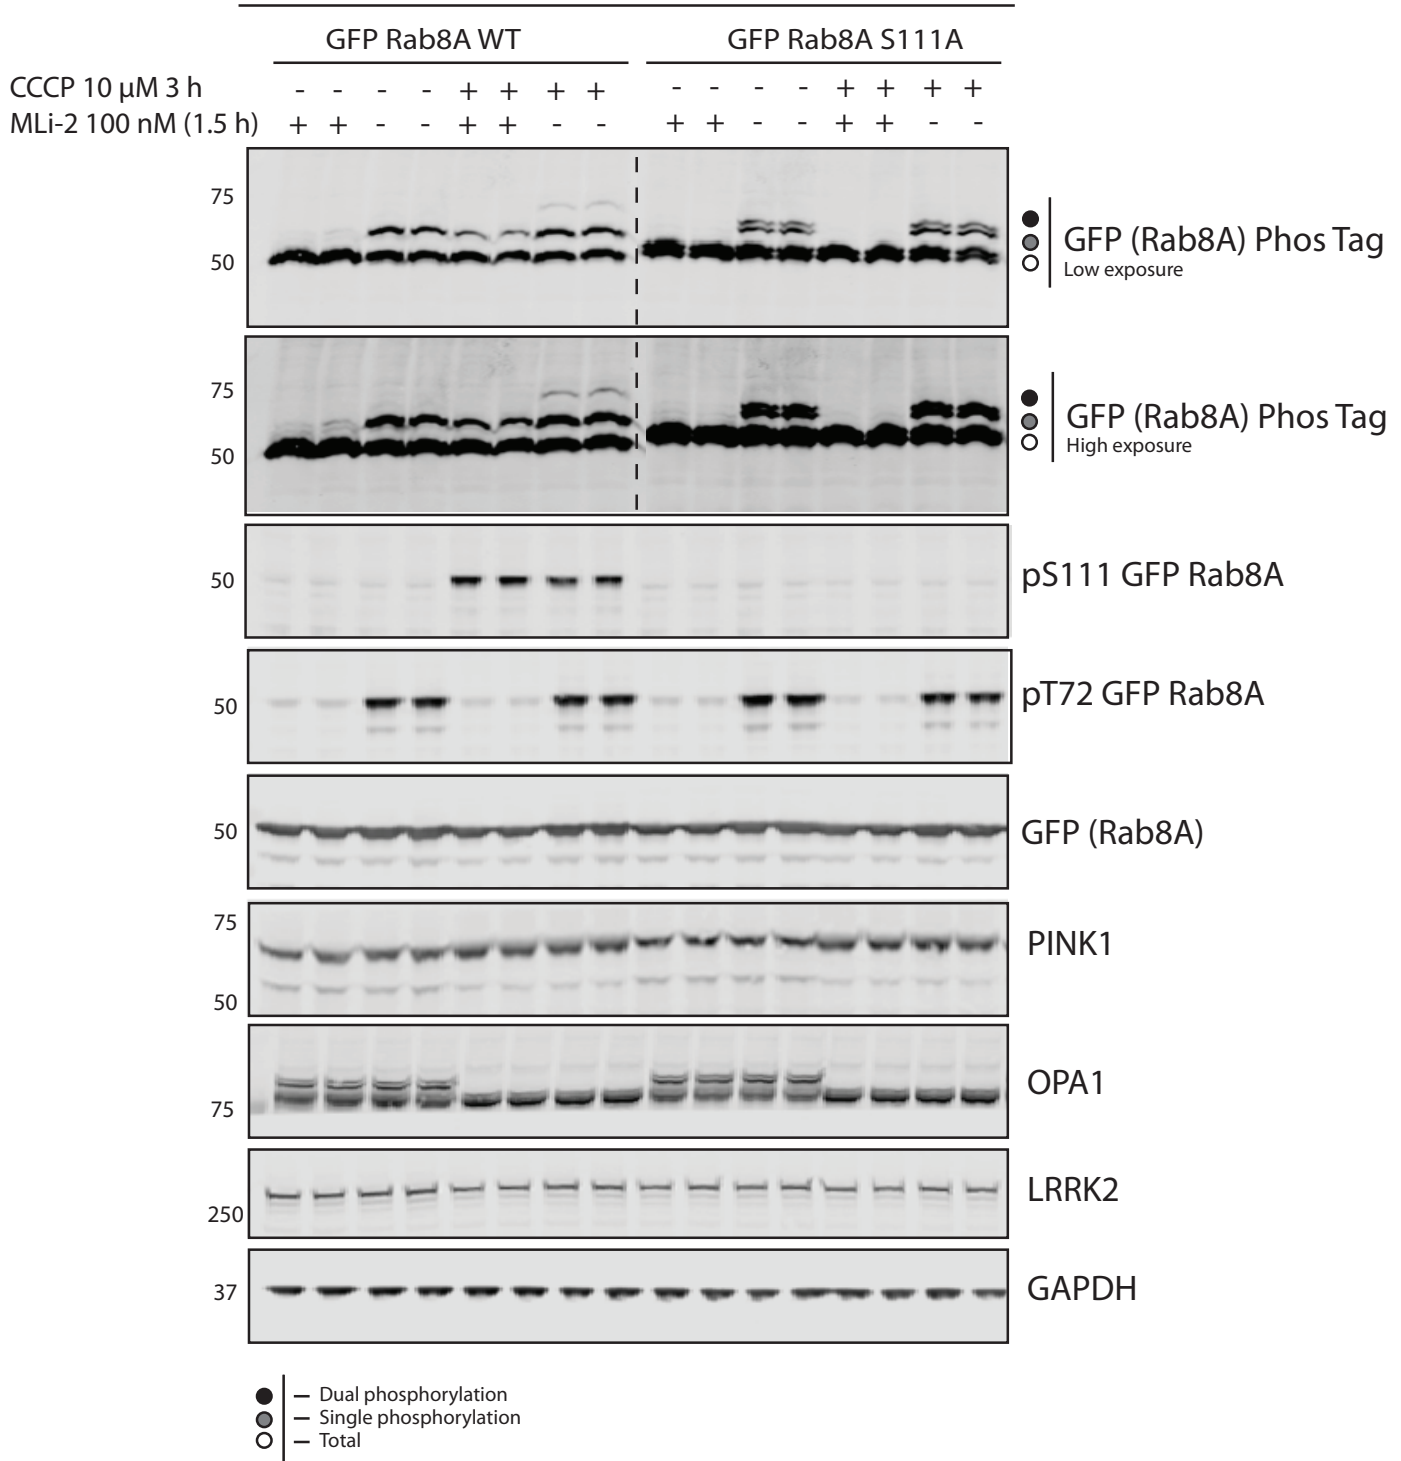 GFP Rab8A WT GFP Rab8A S111A
CCCP 10 µM 3 h - - - - + + + + - - - - + + + +
MLi-2 100 nM (1.5 h) + + - - + + - - + + - - + + - -
75
50
GFP (Rab8A) Phos Tag
Low exposure
75
50
GFP (Rab8A) Phos Tag
High exposure
50
pS111 GFP Rab8A
50
pT72 GFP Rab8A
50
GFP (Rab8A)
75
50
PINK1
75
OPA1
250
LRRK2
37
GAPDH
Dual phosphorylation
Single phosphorylation
Total